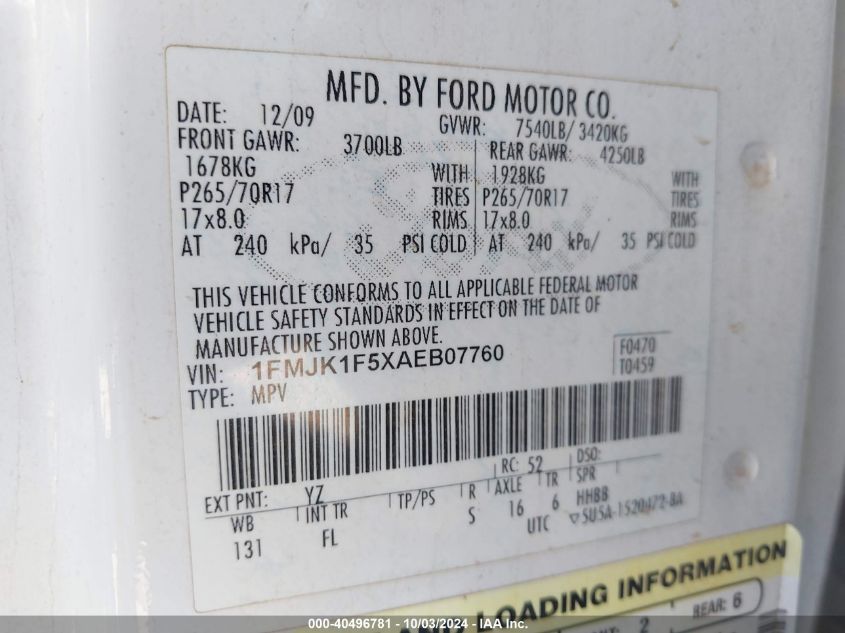 MFD. BY FORD MOTOR CO.
DATE: 12/09 GVWR: 7540LB/ 3420KG
FRONT GAWR: 3700LB REAR GAWR: 4250LB
1678KG WITH 1928KG WITH
P265/70R17 TIRES P265/70R17 TIRES
17x8.0 RIMS 17x8.0 RIMS
AT 240 kPa/ 35 PSI COLD AT 240 kPa/ 35 PSI COLD
THIS VEHICLE CONFORMS TO ALL APPLICABLE FEDERAL MOTOR
VEHICLE SAFETY STANDARDS IN EFFECT ON THE DATE OF
MANUFACTURE SHOWN ABOVE.
VIN: 1FMJK1F5XAEB07760 F0470
TYPE: MPV T0459
EXT PNT: YZ RC: 52 DSO:
WB INT TR TP/PS R AXLE TR SPR
131 FL S 16 6 HHBB
UTC ▽SU5A-1520472-BA
AND LOADING INFORMATION
2 REAR: 6
000-40496781 - 10/03/2024 - IAA Inc.